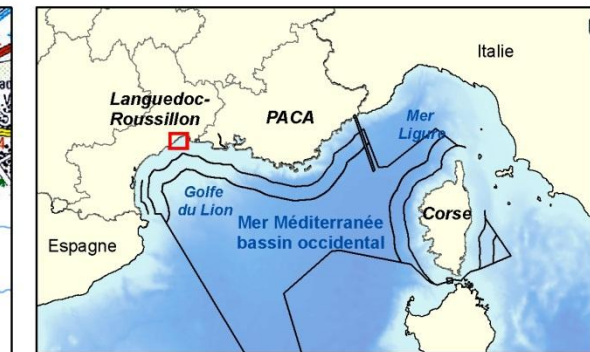 Italie
Languedoc-
Roussillon
PACA
Mer
Ligure
Golfe
du Lion
Mer Méditerranée
bassin occidental
Corse
Espagne